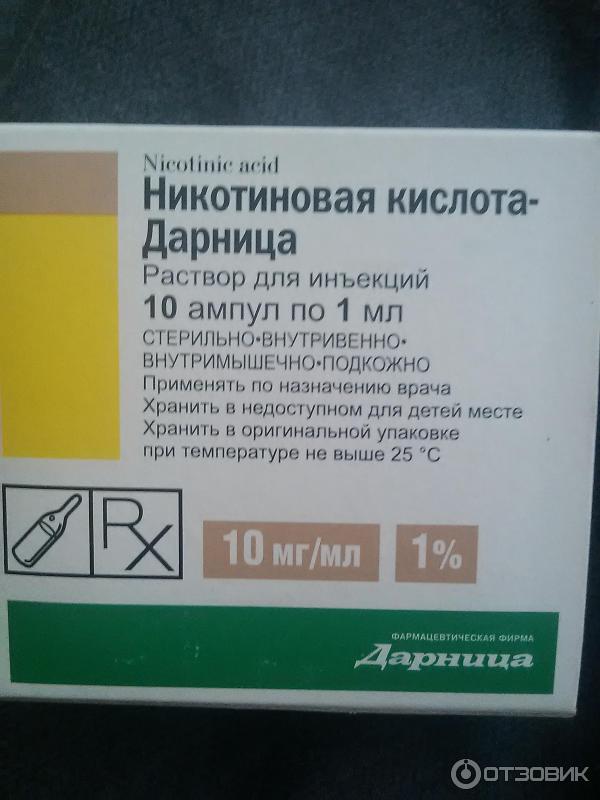 Nicotinic acid
Никотиновая кислота-
Дарница
Раствор для инъекций
10 ампул по 1 мл
СТЕРИЛЬНО•ВНУТРИВЕННО•
ВНУТРИМЫШЕЧНО•ПОДКОЖНО
Применять по назначению врача
Хранить в недоступном для детей месте
Хранить в оригинальной упаковке
при температуре не выше 25 °C
Rx
10 мг/мл 1%
ФАРМАЦЕВТИЧЕСКАЯ ФИРМА
Дарница
ОТЗОВИК